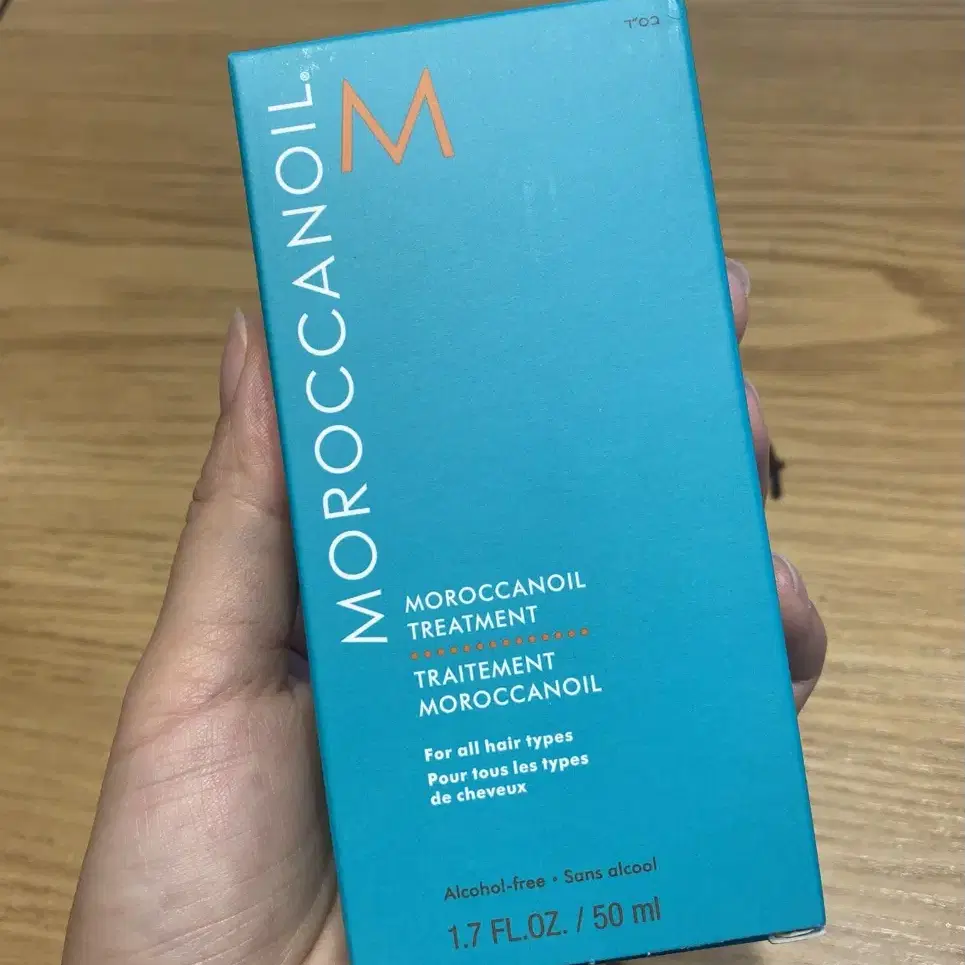 בס"ד
M
MOROCCANOIL®
MOROCCANOIL
TREATMENT
TRAITEMENT
MOROCCANOIL
For all hair types
Pour tous les types
de cheveux
Alcohol-free • Sans alcool
1.7 FL.OZ. / 50 ml